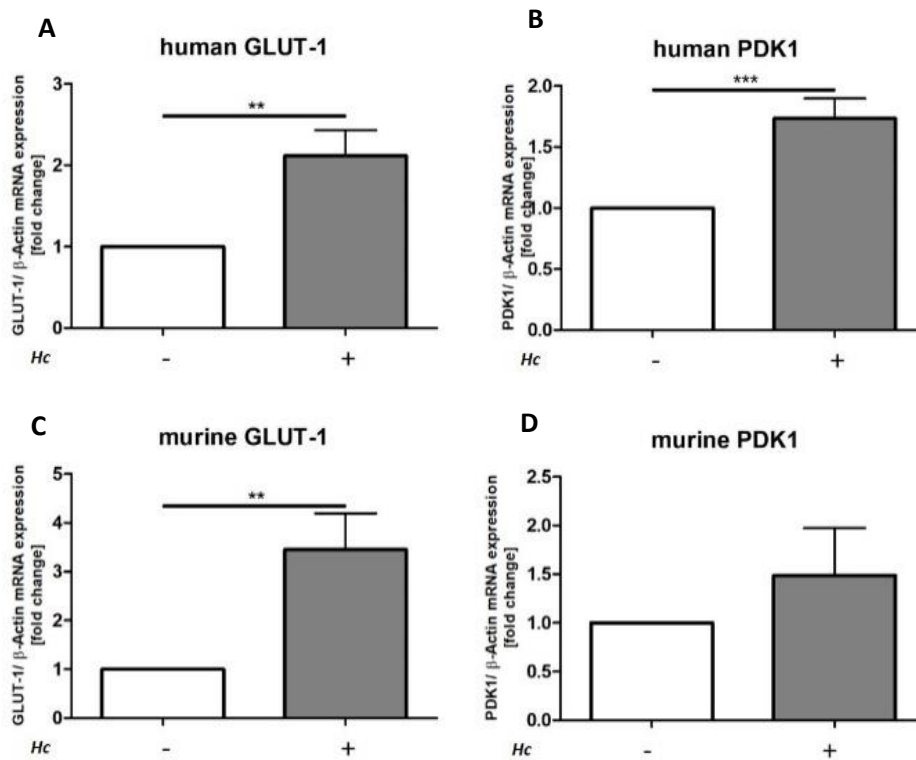 A
human GLUT-1
GLUT-1/ β-Actin mRNA expression
[fold change]
3
2
1
0
**
Hc - +
B
human PDK1
PDK1/ β-Actin mRNA expression
[fold change]
2.0
1.5
1.0
0.5
0.0
***
Hc - +
C
murine GLUT-1
GLUT-1/ β-Actin mRNA expression
[fold change]
5
4
3
2
1
0
**
Hc - +
D
murine PDK1
PDK1/ β-Actin mRNA expression
[fold change]
2.5
2.0
1.5
1.0
0.5
0.0
Hc - +